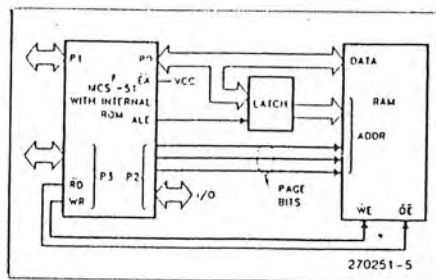 P1
P0
EA
VCC
MCS -51
WITH INTERNAL
ROM
ALE
LATCH
DATA
RAM
ADDR
P3
P2
RD
WR
I/O
PAGE
BITS
WE
OE
270251-5